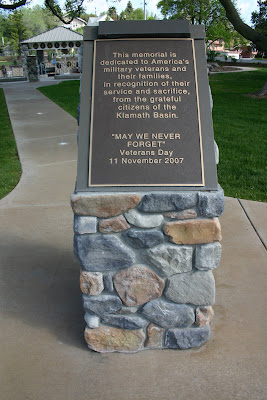 This memorial is
dedicated to America's
military veterans and
their families,
in recognition of their
service and sacrifice,
from the grateful
citizens of the
Klamath Basin.
"MAY WE NEVER
FORGET"
Veterans Day
11 November 2007